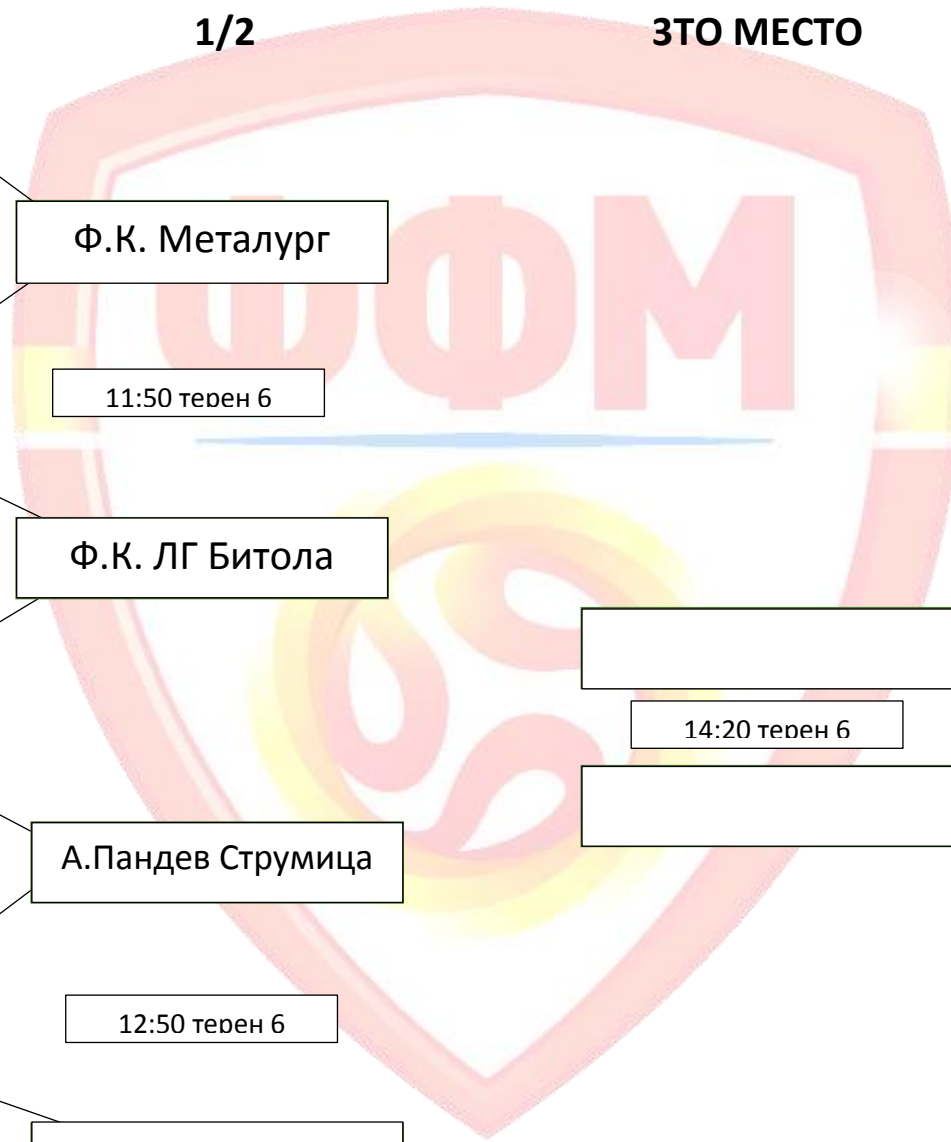 1/2
3ТО МЕСТО
Ф.К. Металург
ФФМ
11:50 терен 6
Ф.К. ЛГ Битола
14:20 терен 6
А.Пандев Струмица
12:50 терен 6